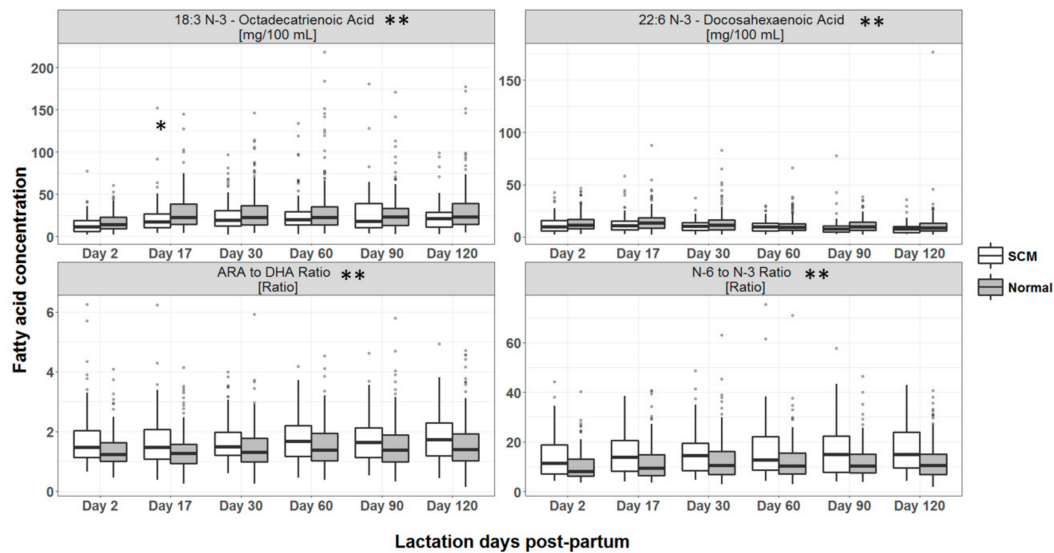 18:3 N-3 - Octadecatrienoic Acid **
[mg/100 mL]
22:6 N-3 - Docosahexaenoic Acid **
[mg/100 mL]
200
150
100
50
0
*
150
100
50
0
Day 2 Day 17 Day 30 Day 60 Day 90 Day 120
Day 2 Day 17 Day 30 Day 60 Day 90 Day 120
ARA to DHA Ratio **
[Ratio]
N-6 to N-3 Ratio **
[Ratio]
6
4
2
0
60
40
20
0
Day 2 Day 17 Day 30 Day 60 Day 90 Day 120
Day 2 Day 17 Day 30 Day 60 Day 90 Day 120
Fatty acid concentration
Lactation days post-partum
SCM
Normal